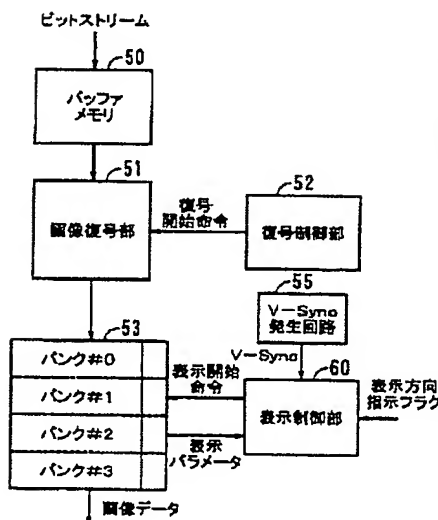 ビットストリーム
50
バッファ
メモリ
51
画像復号部
復号
開始命令
52
復号制御部
55
V-Sync
発生回路
V-Sync
53
バンク#0
バンク#1
バンク#2
バンク#3
表示開始
命令
表示
パラメータ
60
表示制御部
表示方向
指示フラグ
画像データ